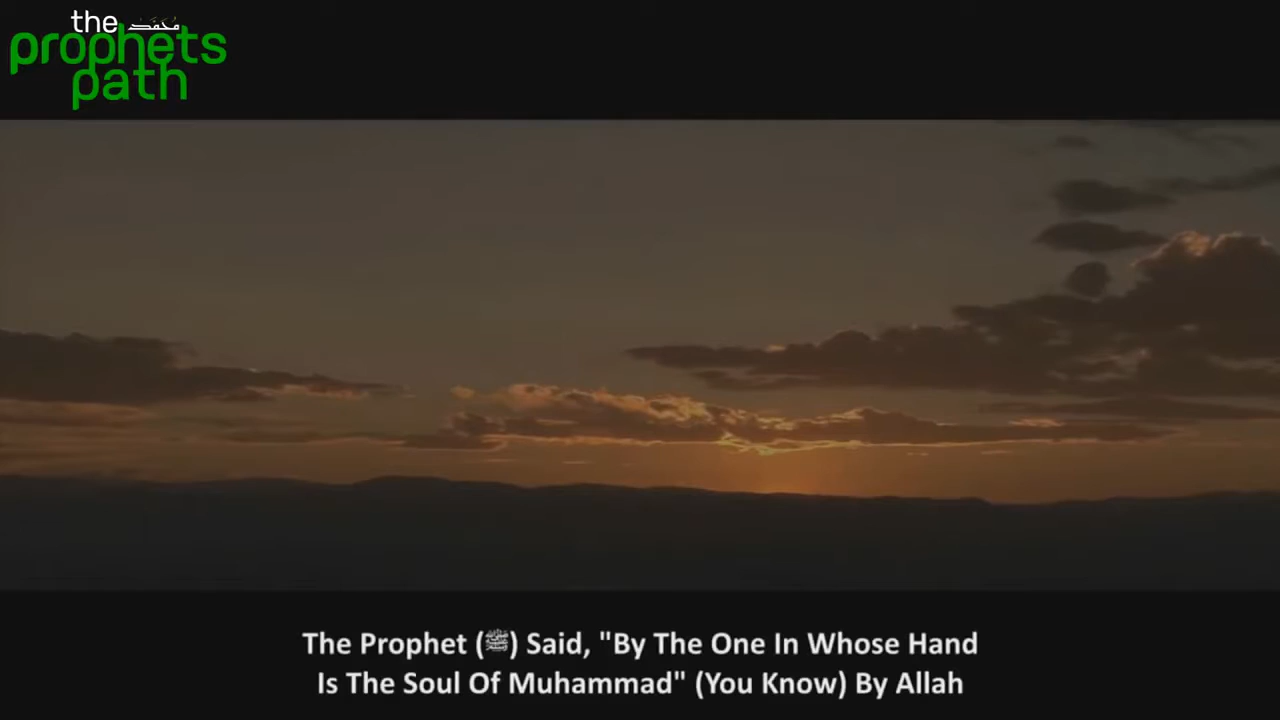 the مُحَمَّد
prophets
path
The Prophet (ﷺ) Said, "By The One In Whose Hand
Is The Soul Of Muhammad" (You Know) By Allah